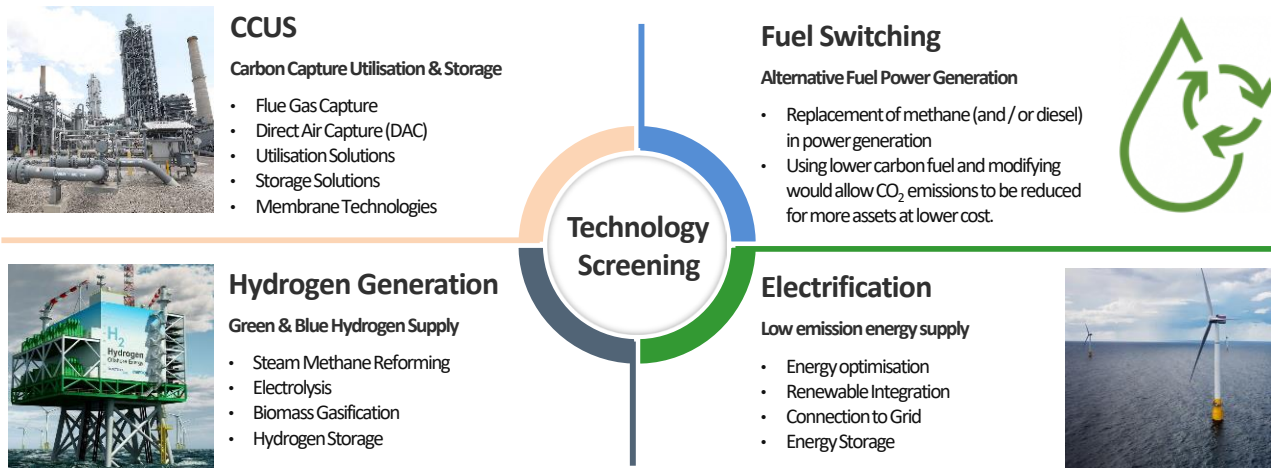 CCUS
Carbon Capture Utilisation & Storage
• Flue Gas Capture
• Direct Air Capture (DAC)
• Utilisation Solutions
• Storage Solutions
• Membrane Technologies
Fuel Switching
Alternative Fuel Power Generation
• Replacement of methane (and / or diesel)
in power generation
• Using lower carbon fuel and modifying
would allow CO₂ emissions to be reduced
for more assets at lower cost.
Technology
Screening
Hydrogen Generation
Green & Blue Hydrogen Supply
• Steam Methane Reforming
• Electrolysis
• Biomass Gasification
• Hydrogen Storage
H₂
Hydrogen
Offshore Energy
Electrification
Low emission energy supply
• Energy optimisation
• Renewable Integration
• Connection to Grid
• Energy Storage